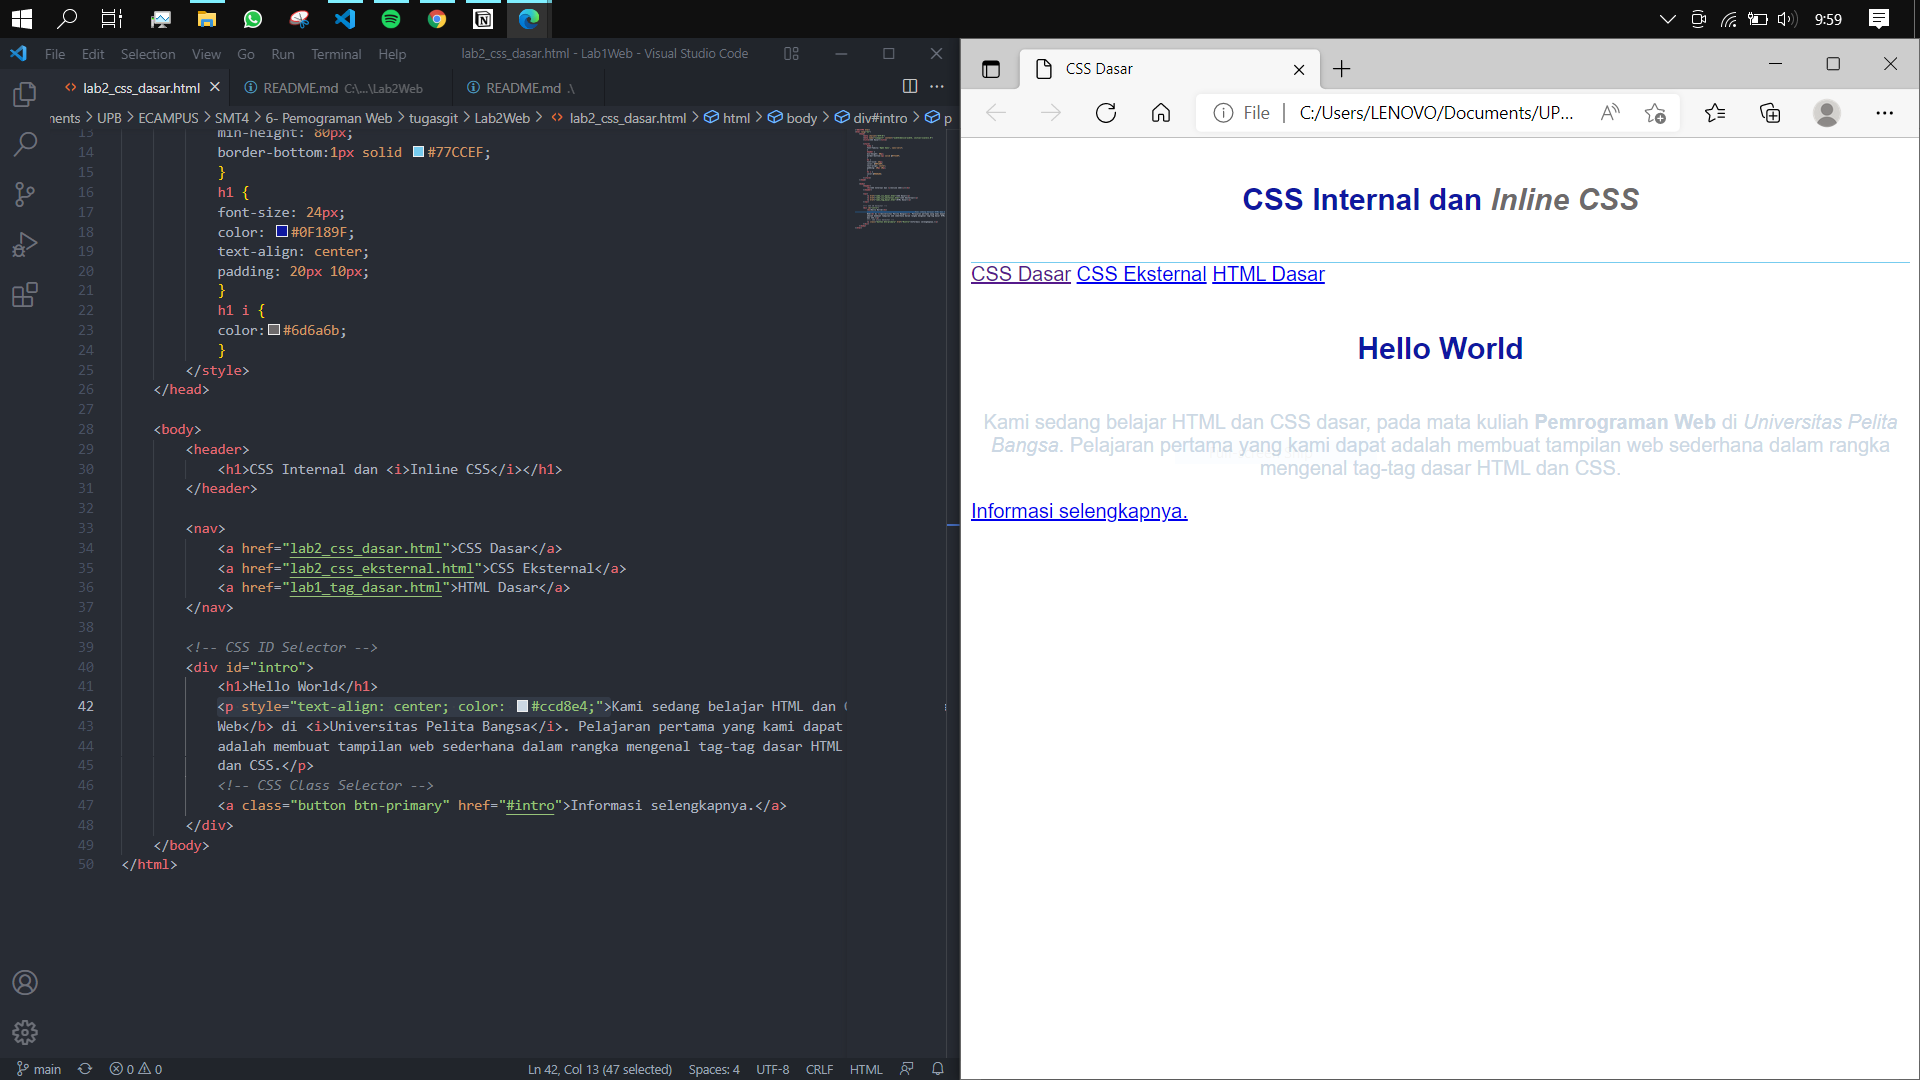 9:59
File Edit Selection View Go Run Terminal Help lab2_css_dasar.html - Lab1Web - Visual Studio Code
lab2_css_dasar.html README.md C:\...\Lab2Web README.md .\
nents > UPB > ECAMPUS > SMT4 > 6- Pemograman Web > tugasgit > Lab2Web > lab2_css_dasar.html > html > body > div#intro > p
13 min-height: 80px;
14 border-bottom:1px solid #77CCEF;
15 }
16 h1 {
17 font-size: 24px;
18 color: #0F189F;
19 text-align: center;
20 padding: 20px 10px;
21 }
22 h1 i {
23 color:#6d6a6b;
24 }
25 </style>
26 </head>
27
28 <body>
29 <header>
30 <h1>CSS Internal dan <i>Inline CSS</i></h1>
31 </header>
32
33 <nav>
34 <a href="lab2_css_dasar.html">CSS Dasar</a>
35 <a href="lab2_css_eksternal.html">CSS Eksternal</a>
36 <a href="lab1_tag_dasar.html">HTML Dasar</a>
37 </nav>
38
39 <!-- CSS ID Selector -->
40 <div id="intro">
41 <h1>Hello World</h1>
42 <p style="text-align: center; color: #ccd8e4;">Kami sedang belajar HTML dan
43 Web</b> di <i>Universitas Pelita Bangsa</i>. Pelajaran pertama yang kami dapat
44 adalah membuat tampilan web sederhana dalam rangka mengenal tag-tag dasar HTML
45 dan CSS.</p>
46 <!-- CSS Class Selector -->
47 <a class="button btn-primary" href="#intro">Informasi selengkapnya.</a>
48 </div>
49 </body>
50 </html>
main 0 0 Ln 42, Col 13 (47 selected) Spaces: 4 UTF-8 CRLF HTML
CSS Dasar
File | C:/Users/LENOVO/Documents/UP...
CSS Internal dan Inline CSS
CSS Dasar CSS Eksternal HTML Dasar
Hello World
Kami sedang belajar HTML dan CSS dasar, pada mata kuliah Pemrograman Web di Universitas Pelita
Bangsa. Pelajaran pertama yang kami dapat adalah membuat tampilan web sederhana dalam rangka
mengenal tag-tag dasar HTML dan CSS.
Informasi selengkapnya.